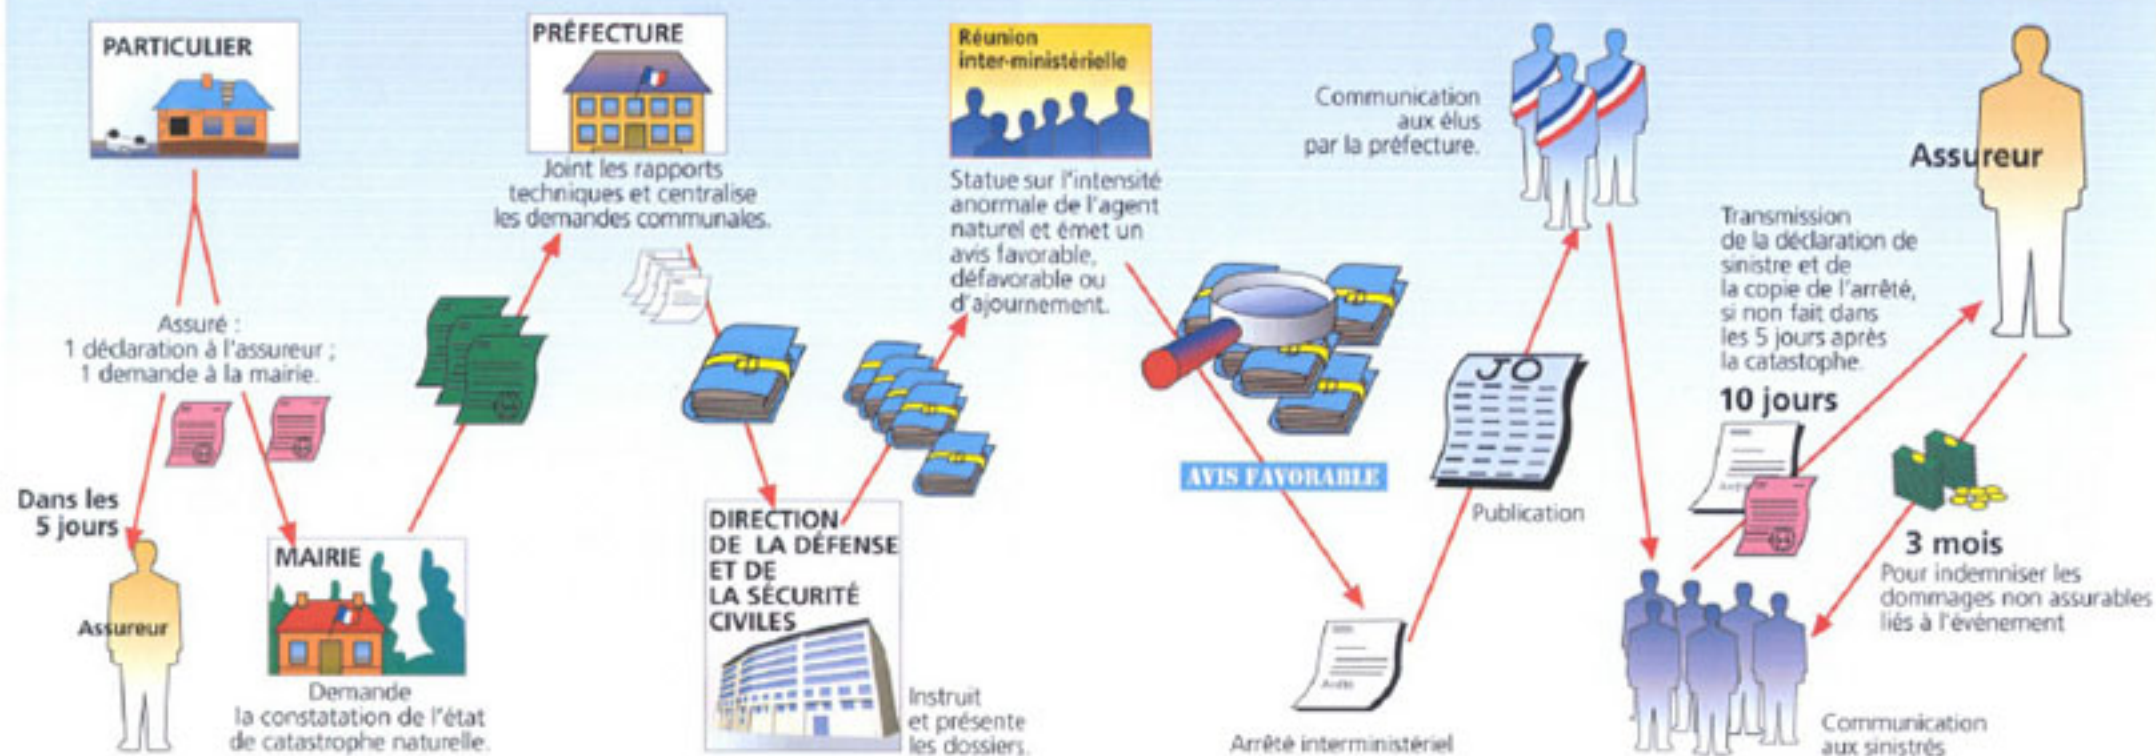 PARTICULIER
Assuré :
1 déclaration à l'assureur ;
1 demande à la mairie.
Dans les
5 jours
Assureur
MAIRIE
Demande
la constatation de l'état
de catastrophe naturelle.
PRÉFECTURE
Joint les rapports
techniques et centralise
les demandes communales.
DIRECTION
DE LA DÉFENSE
ET DE
LA SÉCURITÉ
CIVILES
Instruit
et présente
les dossiers.
Réunion
inter-ministérielle
Statue sur l'intensité
anormale de l'agent
naturel et émet un
avis favorable,
défavorable ou
d'ajournement.
AVIS FAVORABLE
Arrêté
Arrêté interministériel
JO
Publication
Communication
aux élus
par la préfecture.
Communication
aux sinistrés
Transmission
de la déclaration de
sinistre et de
la copie de l'arrêté,
si non fait dans
les 5 jours après
la catastophe.
10 jours
Assureur
3 mois
Pour indemniser les
dommages non assurables
liés à l'événement